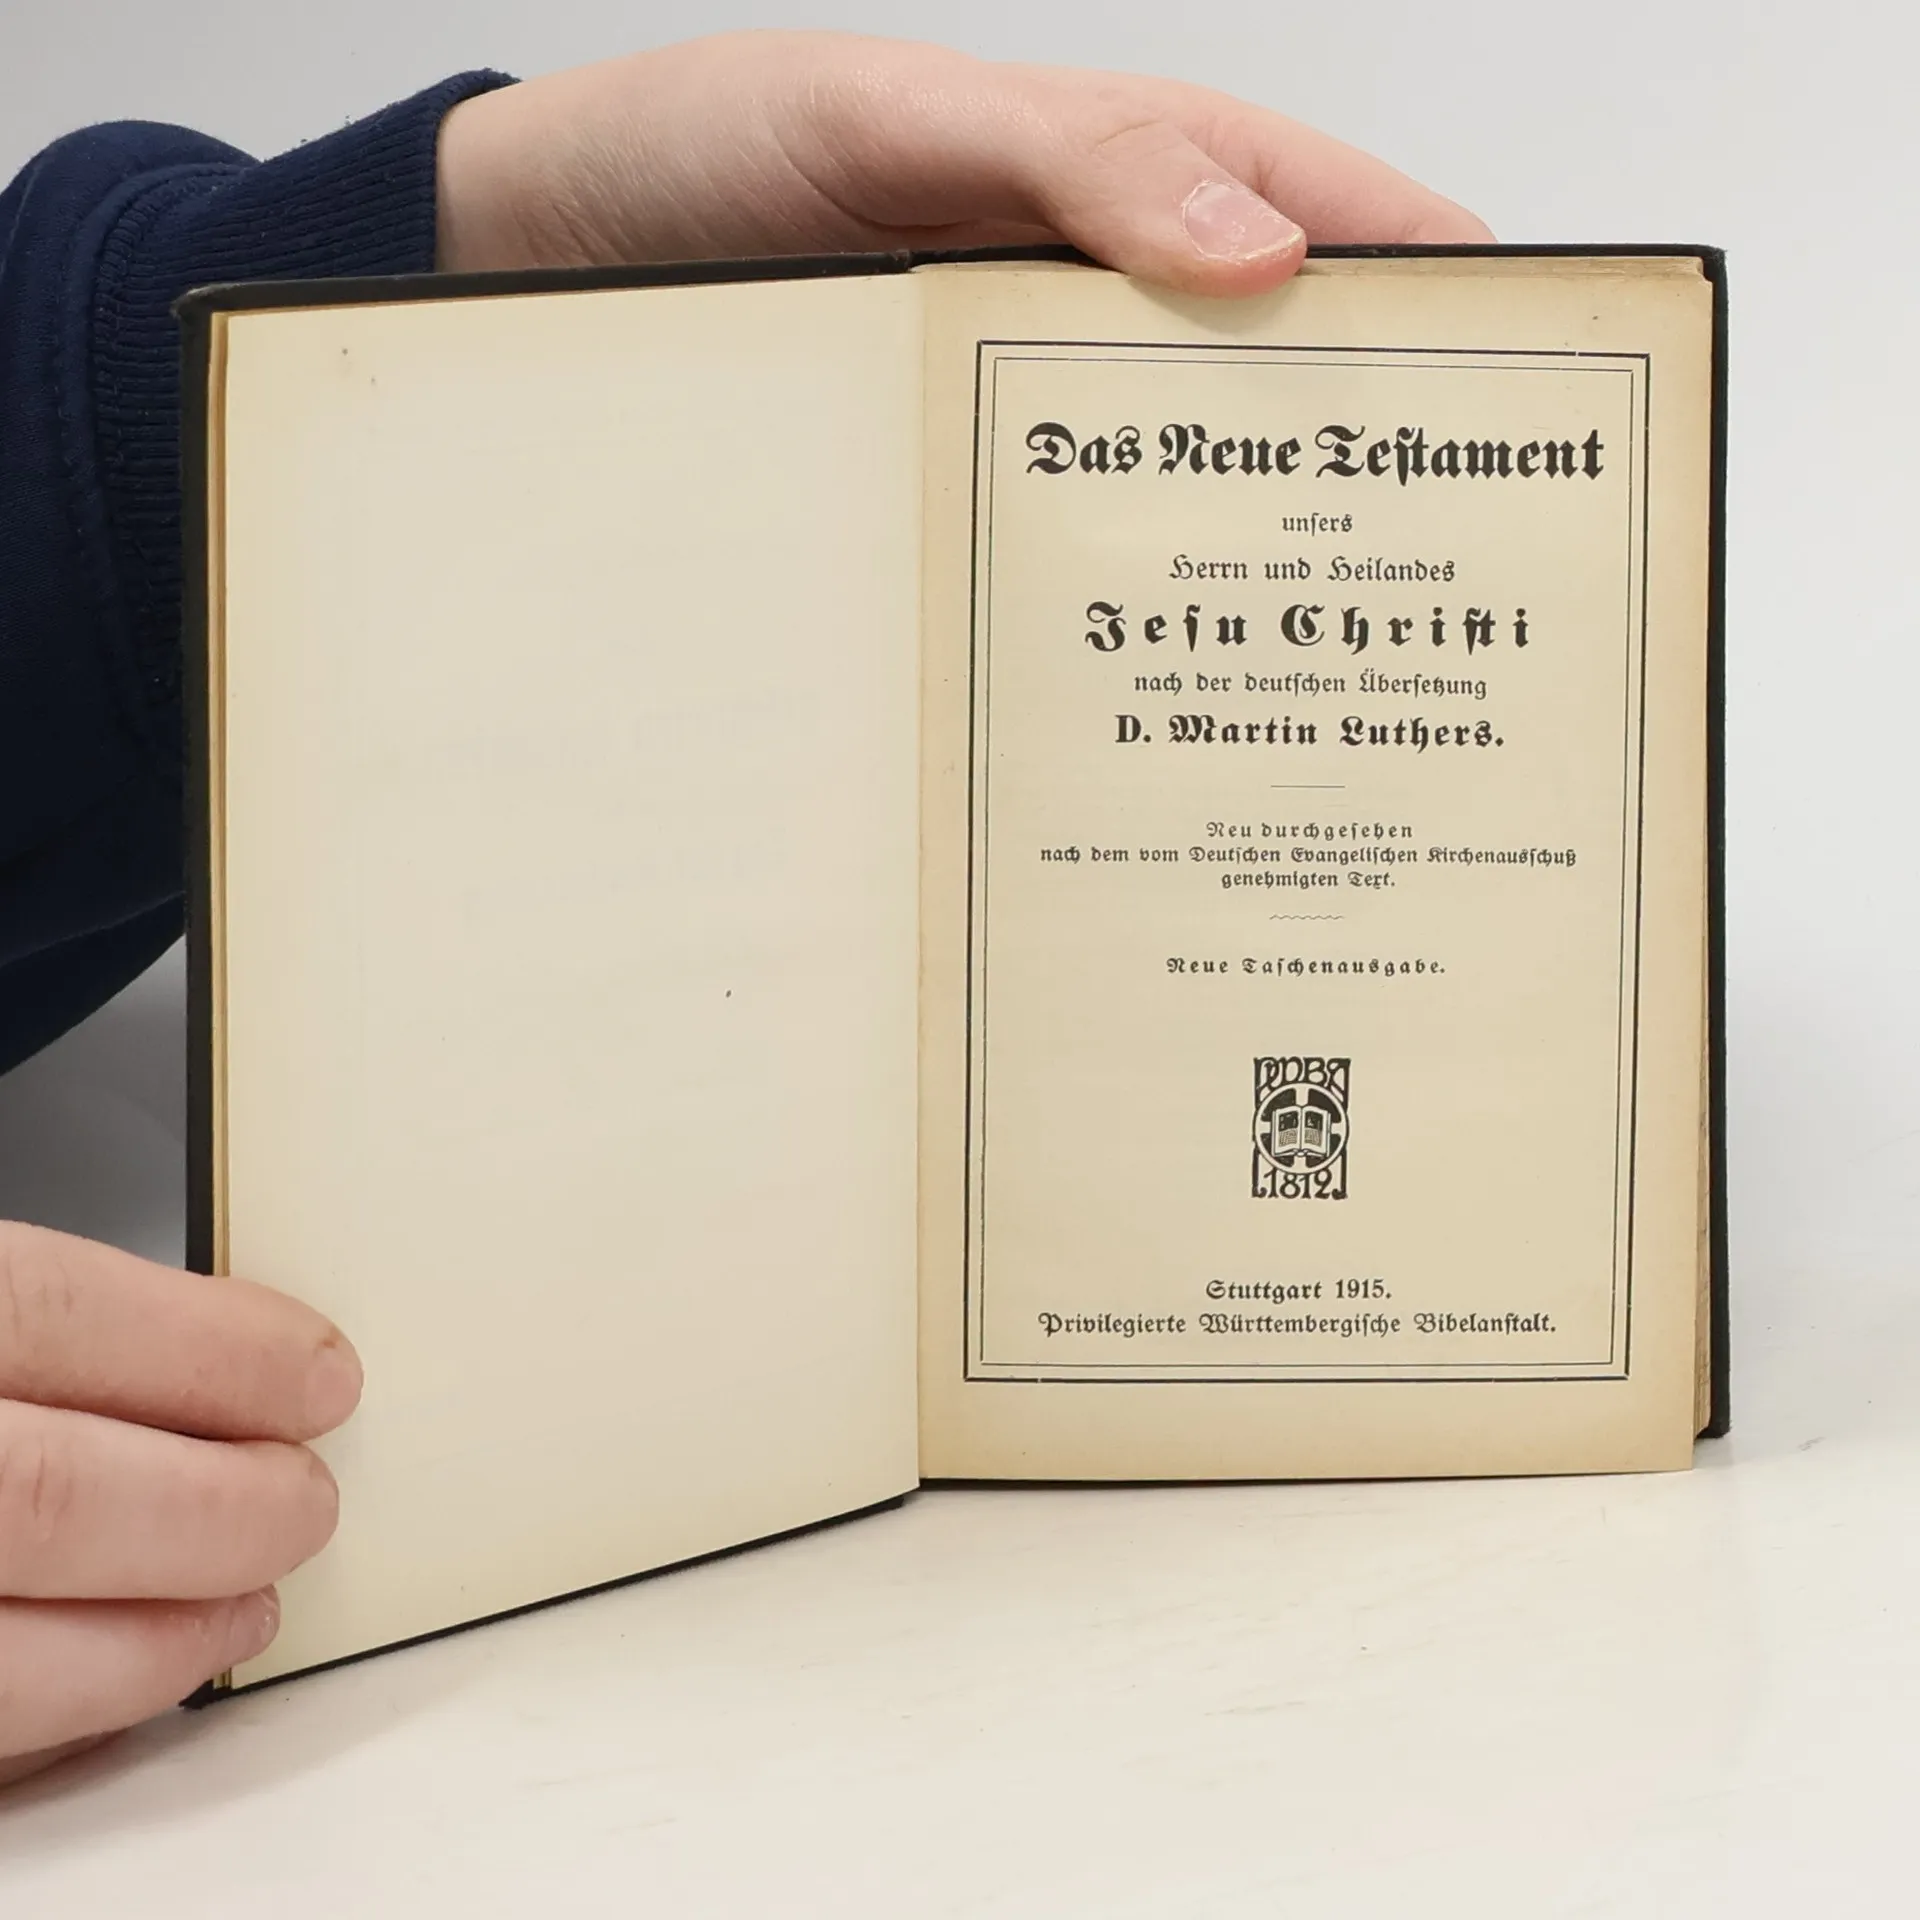 Das Neue Teſtament
unſers
Herrn und Heilandes
Jeſu Chriſti
nach der deutſchen Überſetzung
D. Martin Luthers.
Neu durchgeſehen
nach dem vom Deutſchen Evangeliſchen Kirchenausſchuß
genehmigten Text.
Neue Taſchenausgabe.
PWBA
1812
Stuttgart 1915.
Privilegierte Württembergiſche Bibelanſtalt.